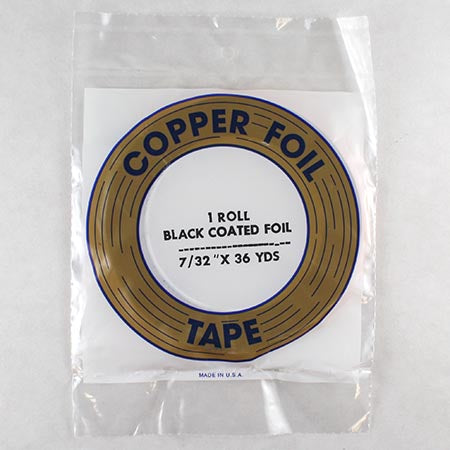 COPPER FOIL
1 ROLL
BLACK COATED FOIL
7/32 "X 36 YDS
TAPE
MADE IN U.S.A.